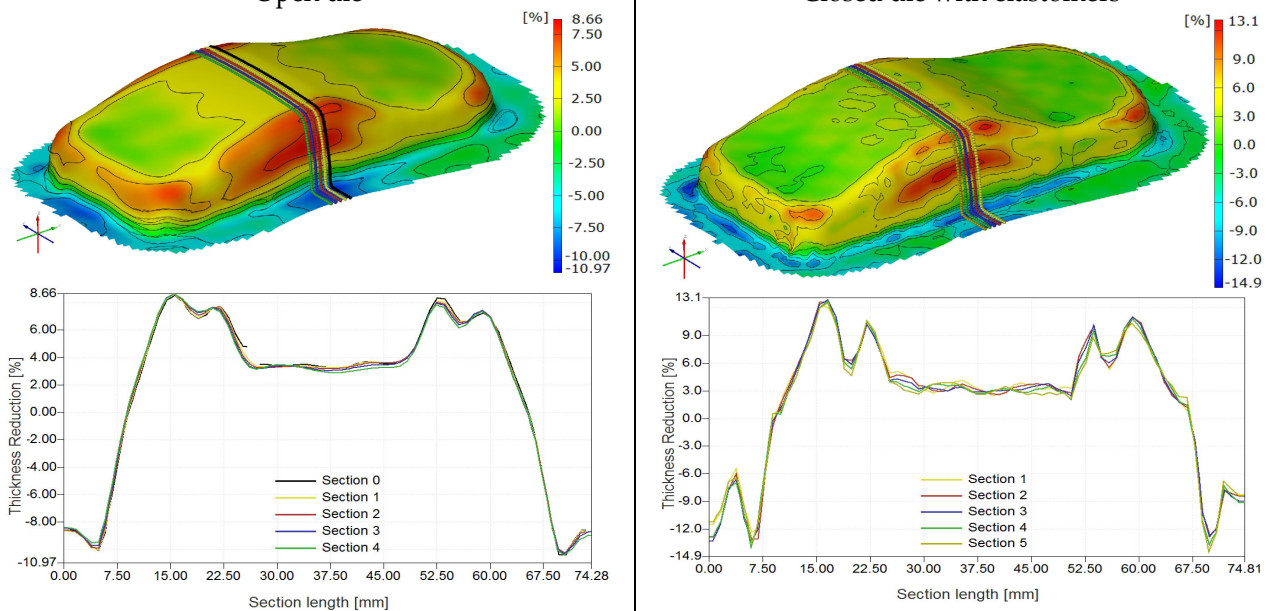 Open die
[%]
8.66
7.50
5.00
2.50
0.00
-2.50
-5.00
-7.50
-10.00
-10.97
8.66
6.00
4.00
2.00
0.00
-2.00
-4.00
-6.00
-8.00
-10.97
Thickness Reduction [%]
Section 0
Section 1
Section 2
Section 3
Section 4
0.00 7.50 15.00 22.50 30.00 37.50 45.00 52.50 60.00 74.28
Section length [mm]
Closed die with elastomers
[%]
13.1
9.0
6.0
3.0
0.0
-3.0
-6.0
-9.0
-12.0
-14.9
13.1
9.0
6.0
3.0
0.0
-3.0
-6.0
-9.0
-12.0
-14.9
Thickness Reduction [%]
Section 1
Section 2
Section 3
Section 4
Section 5
0.00 7.50 15.00 22.50 30.00 37.50 45.00 52.50 60.00 67.50 74.81
Section length [mm]